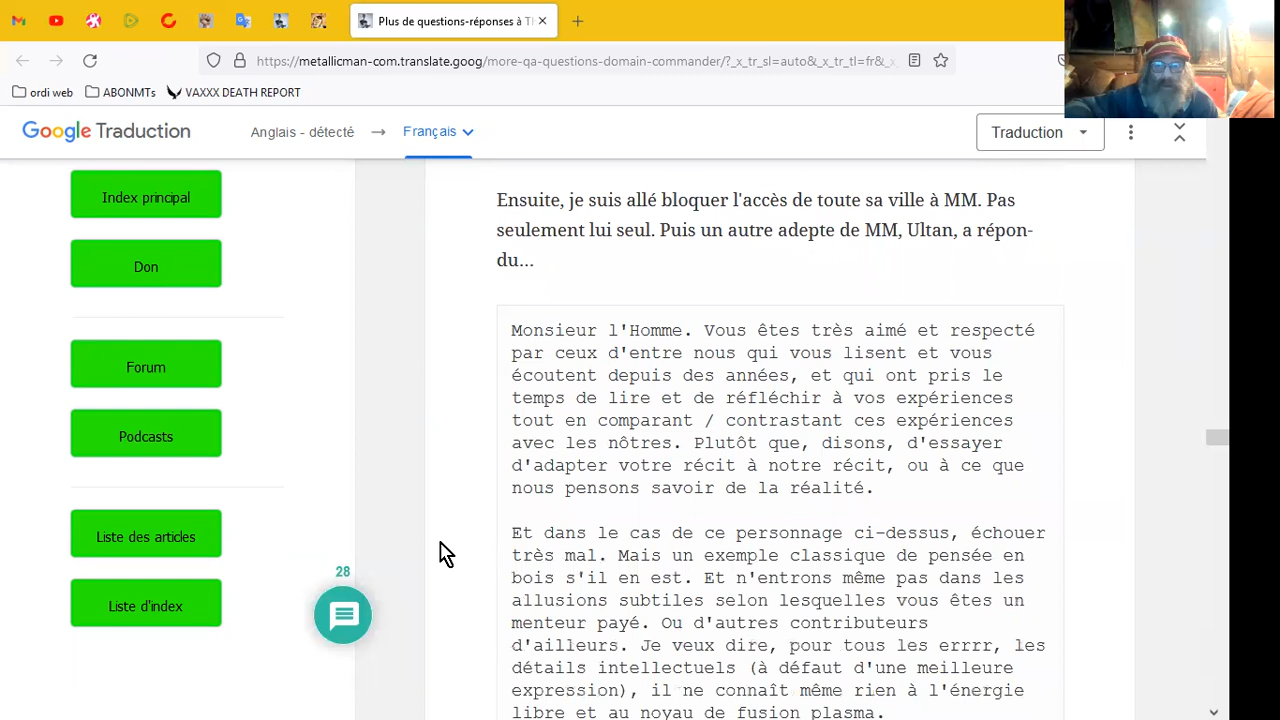 Plus de questions-réponses à Tl
https://metallicman-com.translate.goog/more-qa-questions-domain-commander/?_x_tr_sl=auto&_x_tr_tl=fr&_x
ordi web
ABONMTs
VAXXX DEATH REPORT
Google Traduction
Anglais - détecté
Français
Traduction
Index principal
Don
Forum
Podcasts
Liste des articles
Liste d'index
28
Ensuite, je suis allé bloquer l'accès de toute sa ville à MM. Pas
seulement lui seul. Puis un autre adepte de MM, Ultan, a répon-
du…
Monsieur l'Homme. Vous êtes très aimé et respecté
par ceux d'entre nous qui vous lisent et vous
écoutent depuis des années, et qui ont pris le
temps de lire et de réfléchir à vos expériences
tout en comparant / contrastant ces expériences
avec les nôtres. Plutôt que, disons, d'essayer
d'adapter votre récit à notre récit, ou à ce que
nous pensons savoir de la réalité.
Et dans le cas de ce personnage ci-dessus, échouer
très mal. Mais un exemple classique de pensée en
bois s'il en est. Et n'entrons même pas dans les
allusions subtiles selon lesquelles vous êtes un
menteur payé. Ou d'autres contributeurs
d'ailleurs. Je veux dire, pour tous les errrr, les
détails intellectuels (à défaut d'une meilleure
expression), il ne connaît même rien à l'énergie
libre et au noyau de fusion plasma.